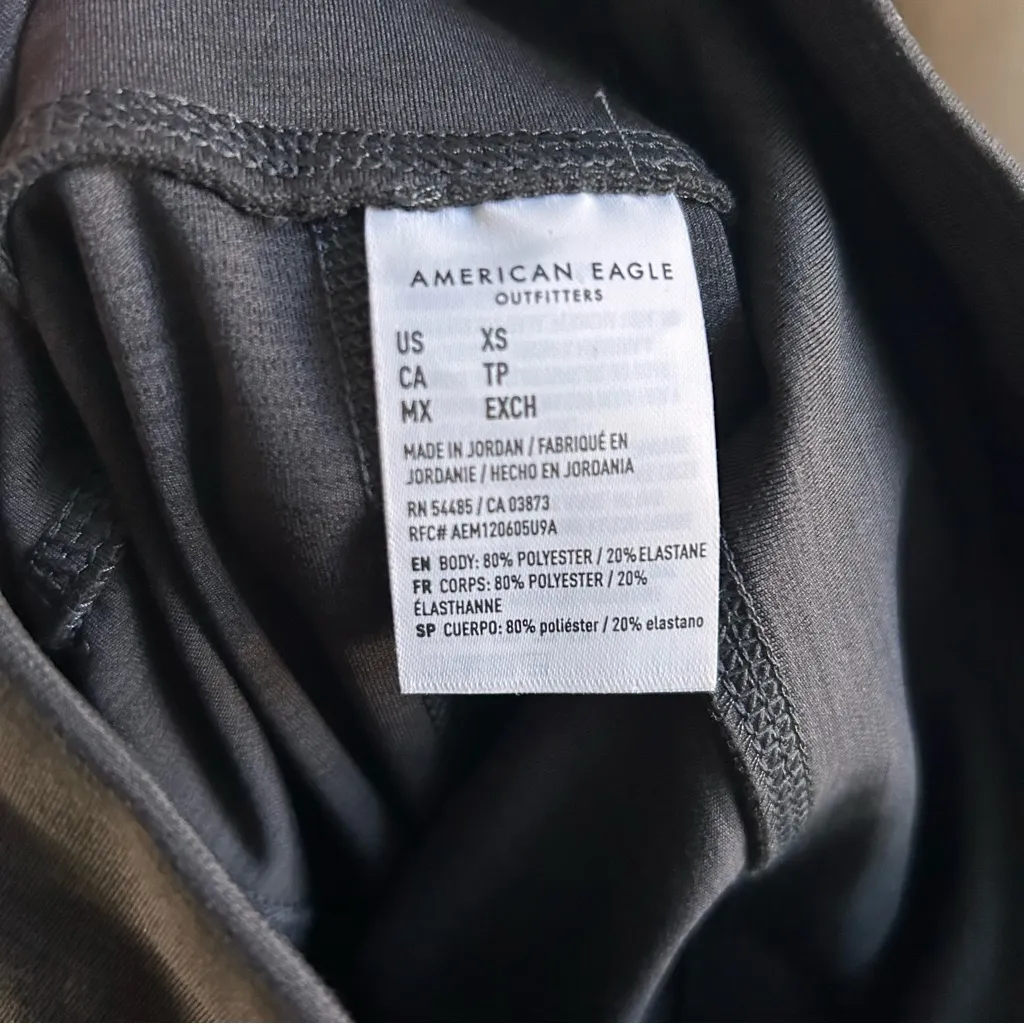 AMERICAN EAGLE
OUTFITTERS
US XS
CA TP
MX EXCH
MADE IN JORDAN / FABRIQUÉ EN
JORDANIE / HECHO EN JORDANIA
RN 54485 / CA 03873
RFC# AEM120605U9A
EN BODY: 80% POLYESTER / 20% ELASTANE
FR CORPS: 80% POLYESTER / 20%
ÉLASTHANNE
SP CUERPO: 80% poliéster / 20% elastano